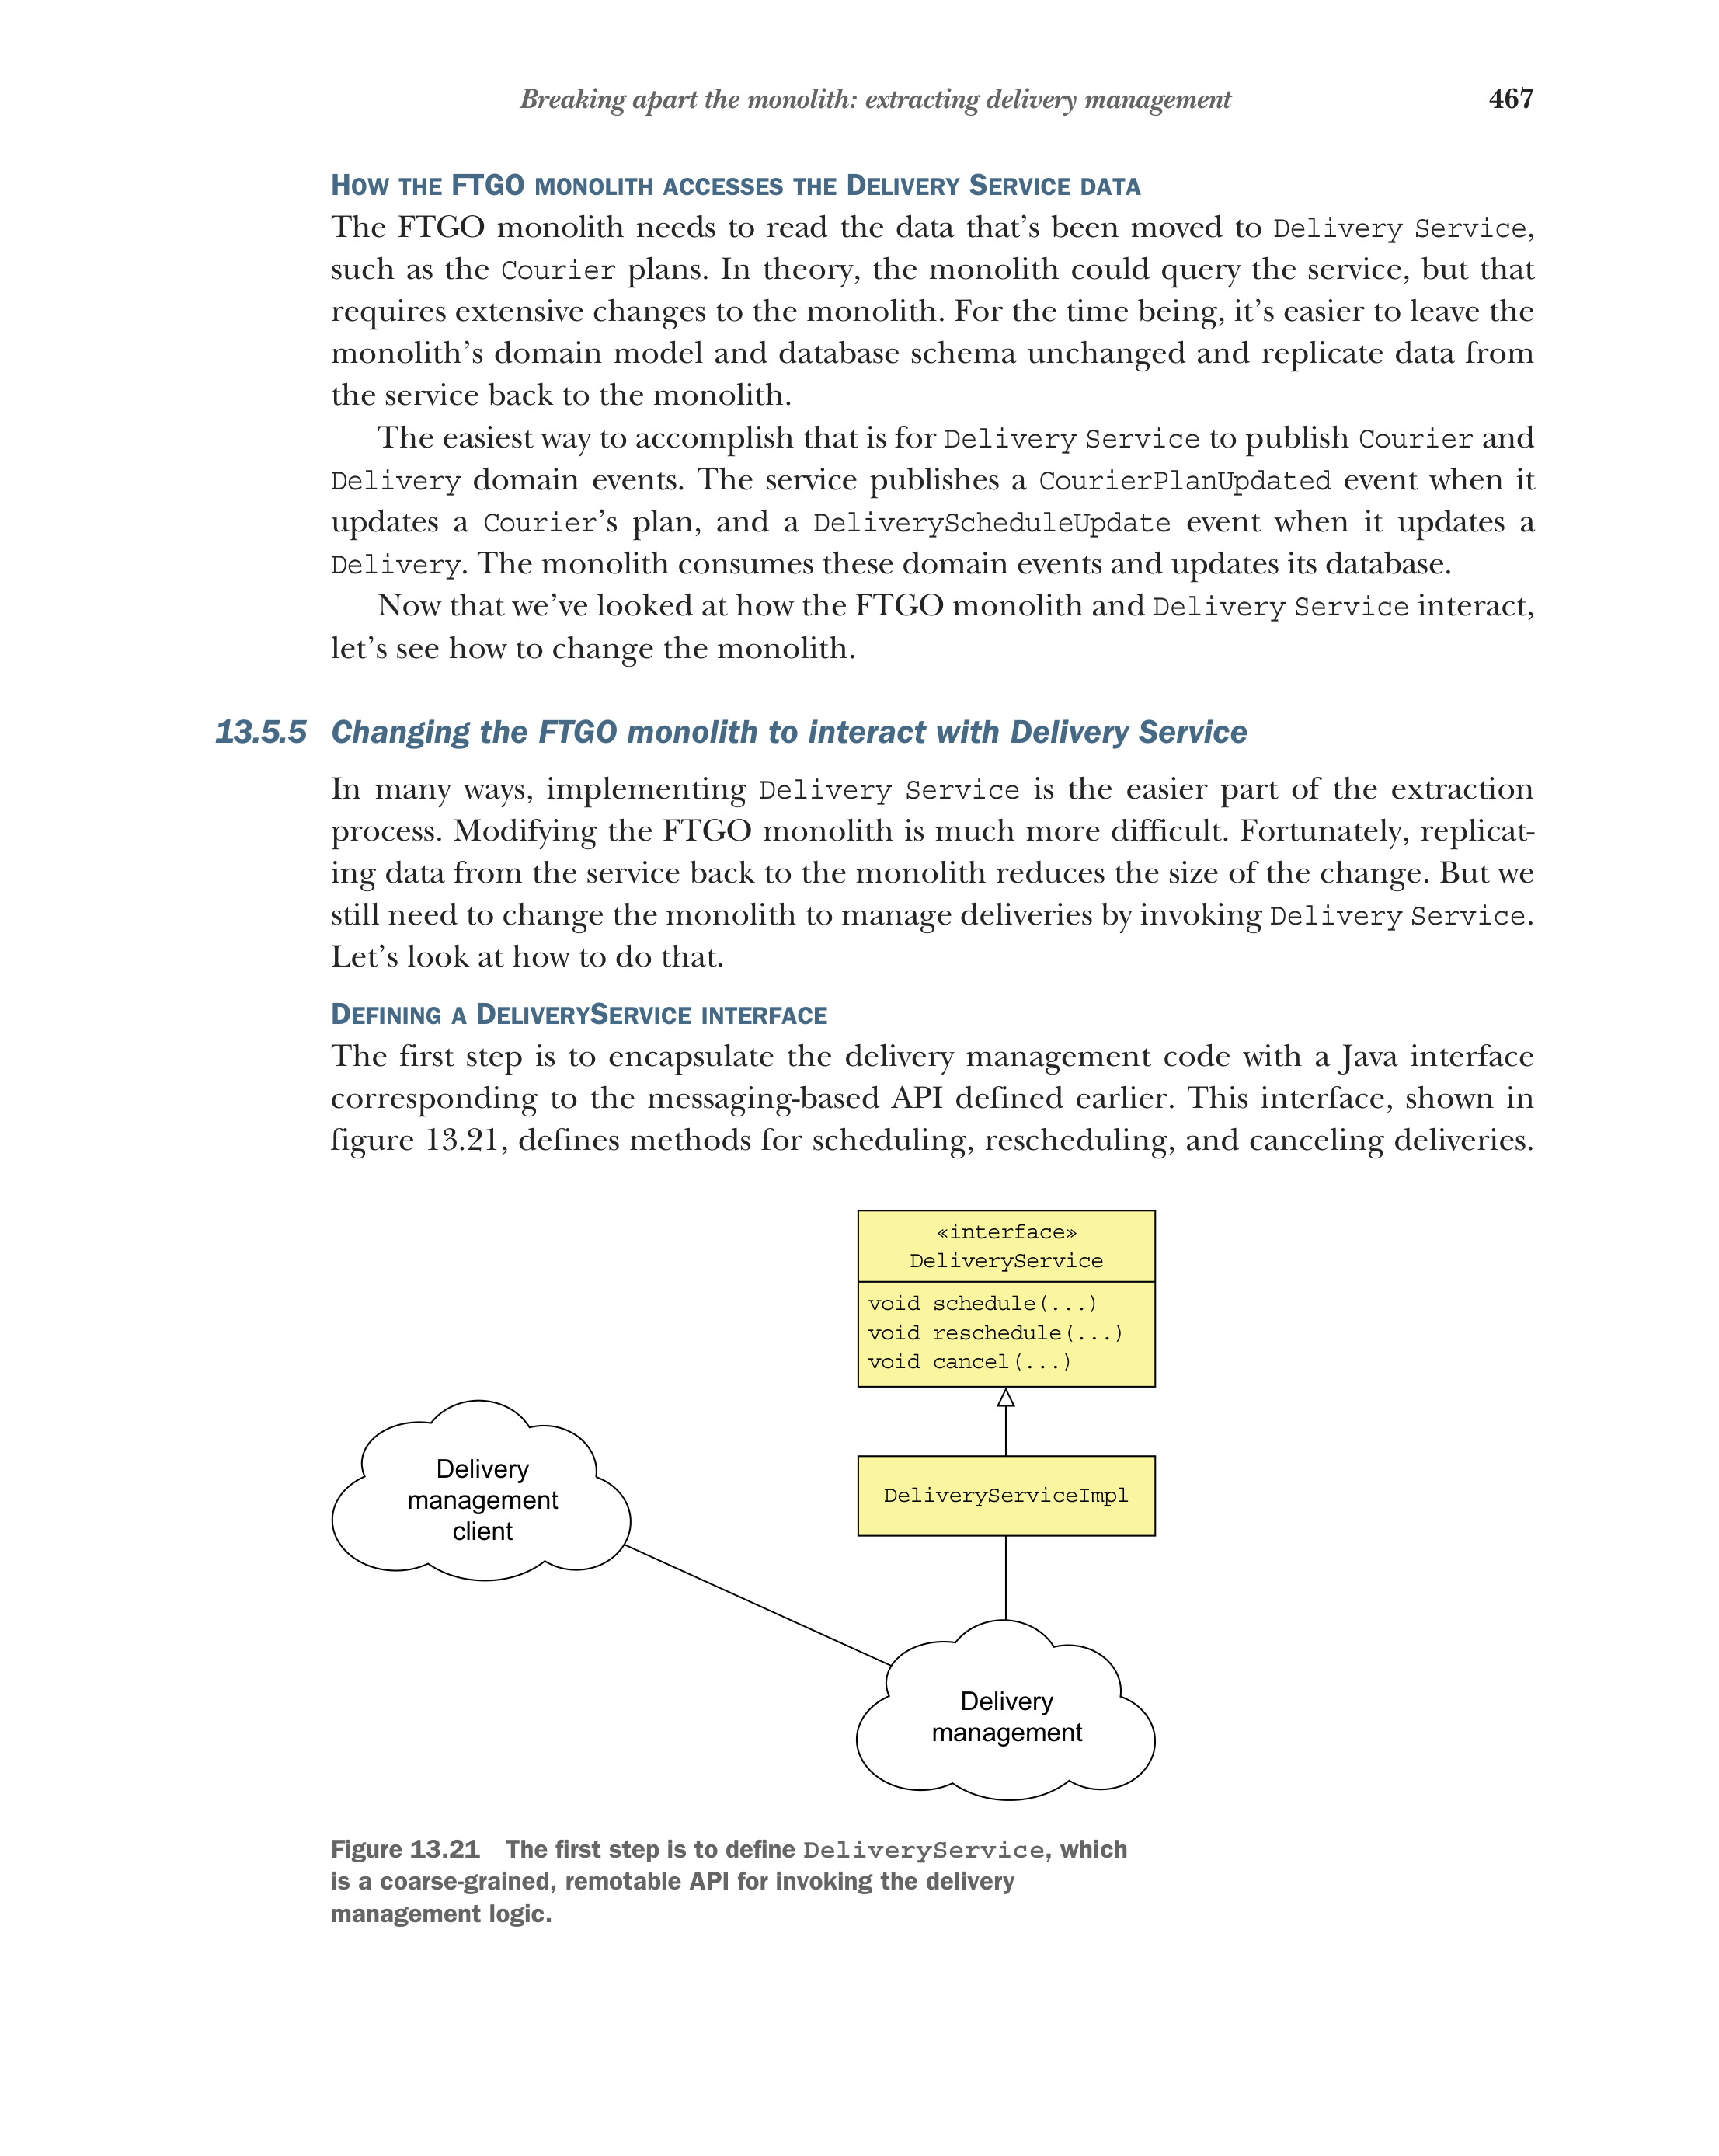 Breaking apart the monolith: extracting delivery management 467
HOW THE FTGO MONOLITH ACCESSES THE DELIVERY SERVICE DATA
The FTGO monolith needs to read the data that’s been moved to Delivery Service,
such as the Courier plans. In theory, the monolith could query the service, but that
requires extensive changes to the monolith. For the time being, it’s easier to leave the
monolith’s domain model and database schema unchanged and replicate data from
the service back to the monolith.
The easiest way to accomplish that is for Delivery Service to publish Courier and
Delivery domain events. The service publishes a CourierPlanUpdated event when it
updates a Courier’s plan, and a DeliveryScheduleUpdate event when it updates a
Delivery. The monolith consumes these domain events and updates its database.
Now that we’ve looked at how the FTGO monolith and Delivery Service interact,
let’s see how to change the monolith.
13.5.5 Changing the FTGO monolith to interact with Delivery Service
In many ways, implementing Delivery Service is the easier part of the extraction
process. Modifying the FTGO monolith is much more difficult. Fortunately, replicat-
ing data from the service back to the monolith reduces the size of the change. But we
still need to change the monolith to manage deliveries by invoking Delivery Service.
Let’s look at how to do that.
DEFINING A DELIVERYSERVICE INTERFACE
The first step is to encapsulate the delivery management code with a Java interface
corresponding to the messaging-based API defined earlier. This interface, shown in
figure 13.21, defines methods for scheduling, rescheduling, and canceling deliveries.
«interface»
DeliveryService
void schedule(...)
void reschedule(...)
void cancel(...)
Delivery
management
client
DeliveryServiceImpl
Delivery
management
Figure 13.21 The first step is to define DeliveryService, which
is a coarse-grained, remotable API for invoking the delivery
management logic.